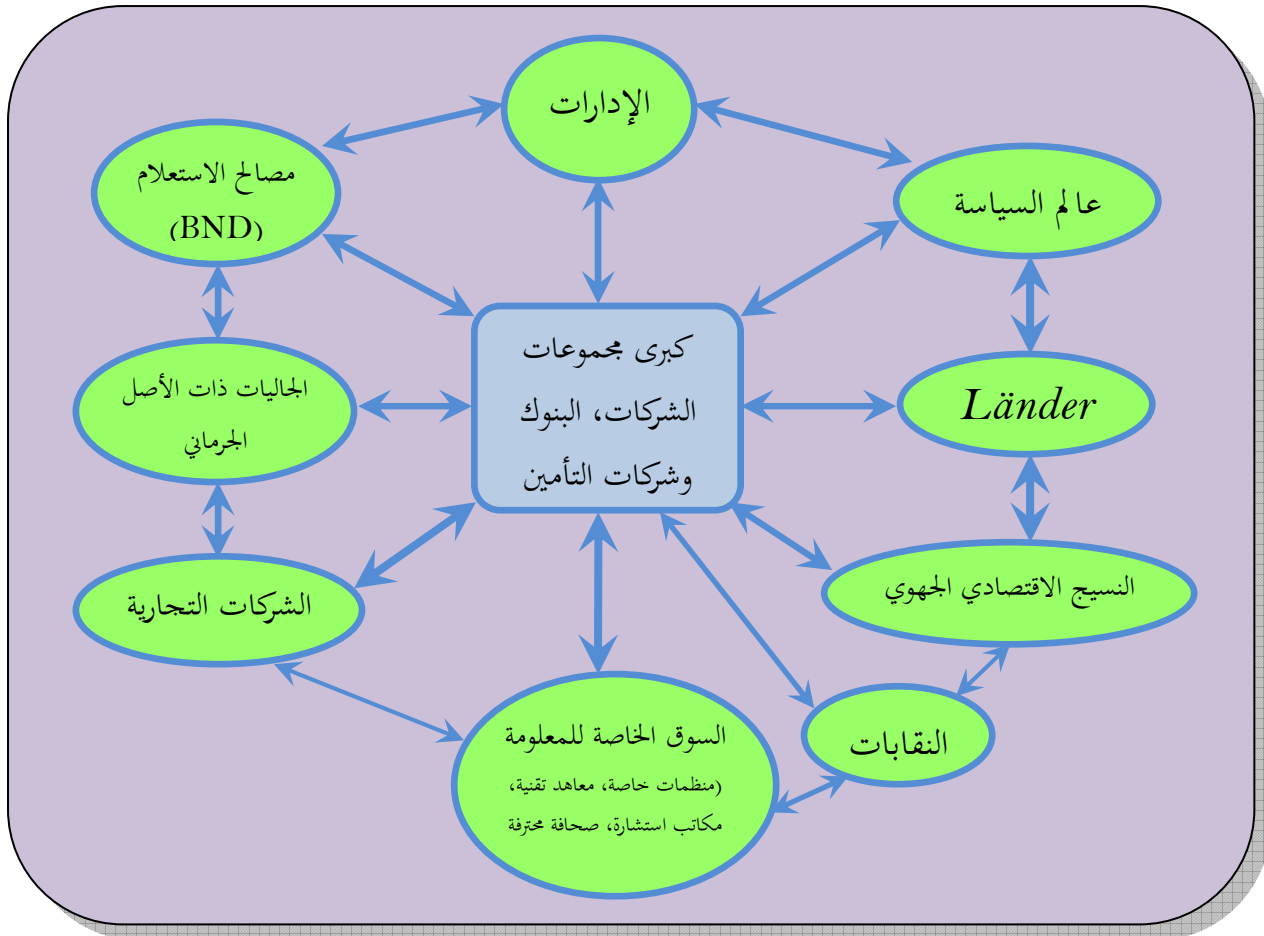 الإدارات
مصالح الاستعلام
(BND)
عالم السياسة
كبرى مجموعات
الشركات، البنوك
وشركات التأمين
الجاليات ذات الأصل
الجرماني
Länder
الشركات التجارية
النسيج الاقتصادي الجهوي
السوق الخاصة للمعلومة
(منظمات خاصة، معاهد تقنية،
مكاتب استشارة، صحافة محترفة
النقابات